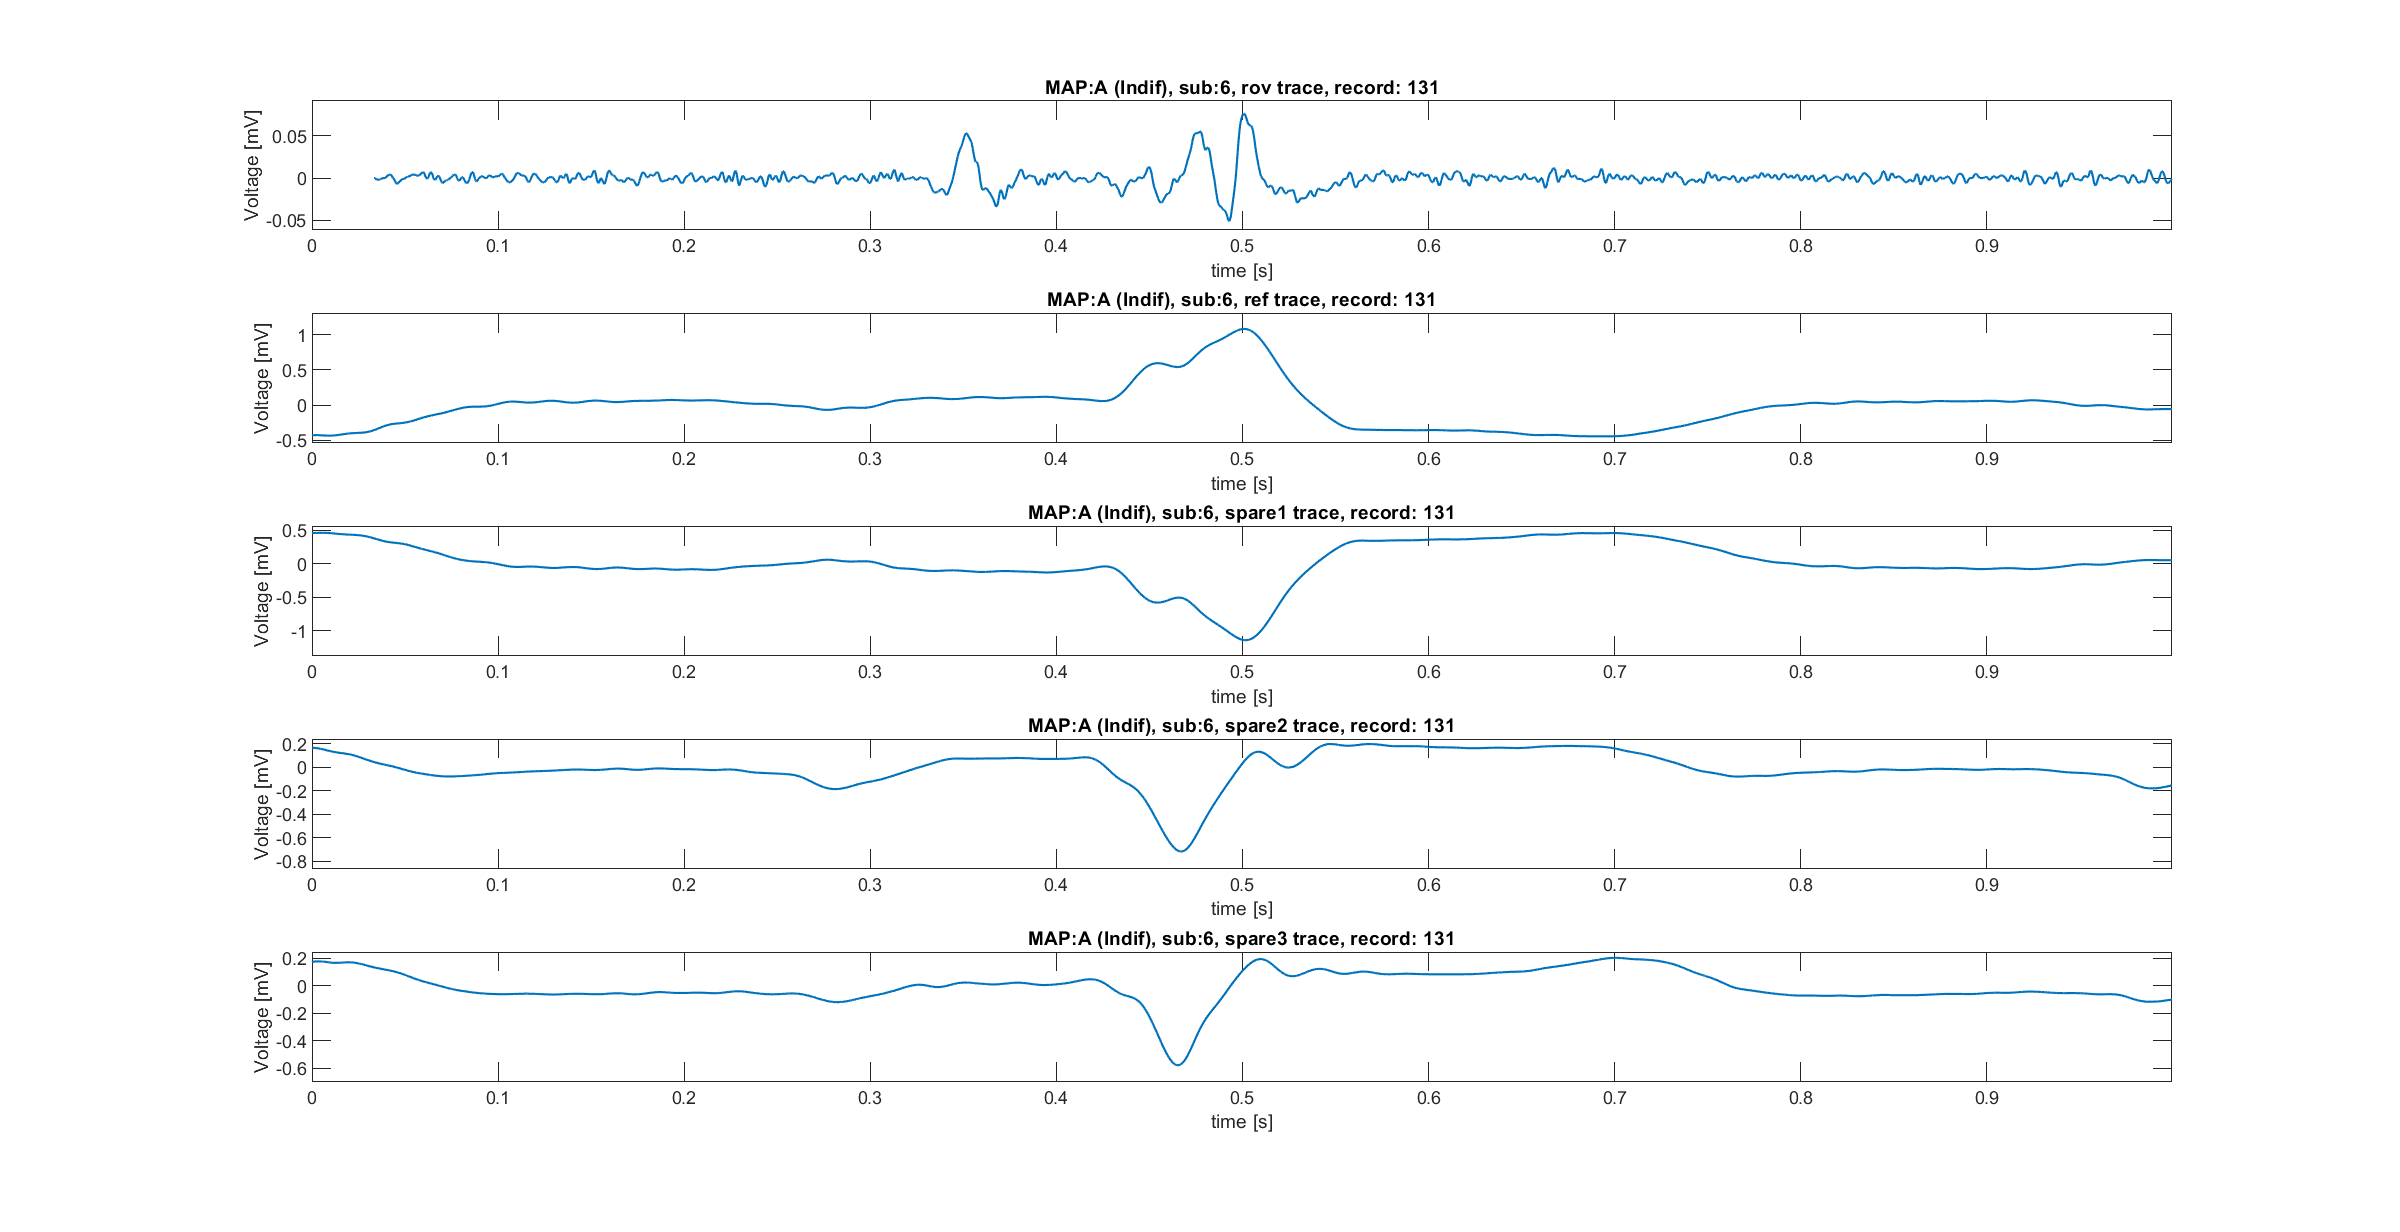 MAP:A (Indif), sub:6, rov trace, record: 131
Voltage [mV]
0.05
0
-0.05
0 0.1 0.2 0.3 0.4 0.5 0.6 0.7 0.8 0.9
time [s]
MAP:A (Indif), sub:6, ref trace, record: 131
Voltage [mV]
1
0.5
0
-0.5
0 0.1 0.2 0.3 0.4 0.5 0.6 0.7 0.8 0.9
time [s]
MAP:A (Indif), sub:6, spare1 trace, record: 131
Voltage [mV]
0.5
0
-0.5
-1
0 0.1 0.2 0.3 0.4 0.5 0.6 0.7 0.8 0.9
time [s]
MAP:A (Indif), sub:6, spare2 trace, record: 131
Voltage [mV]
0.2
0
-0.2
-0.4
-0.6
-0.8
0 0.1 0.2 0.3 0.4 0.5 0.6 0.7 0.8 0.9
time [s]
MAP:A (Indif), sub:6, spare3 trace, record: 131
Voltage [mV]
0.2
0
-0.2
-0.4
-0.6
0 0.1 0.2 0.3 0.4 0.5 0.6 0.7 0.8 0.9
time [s]